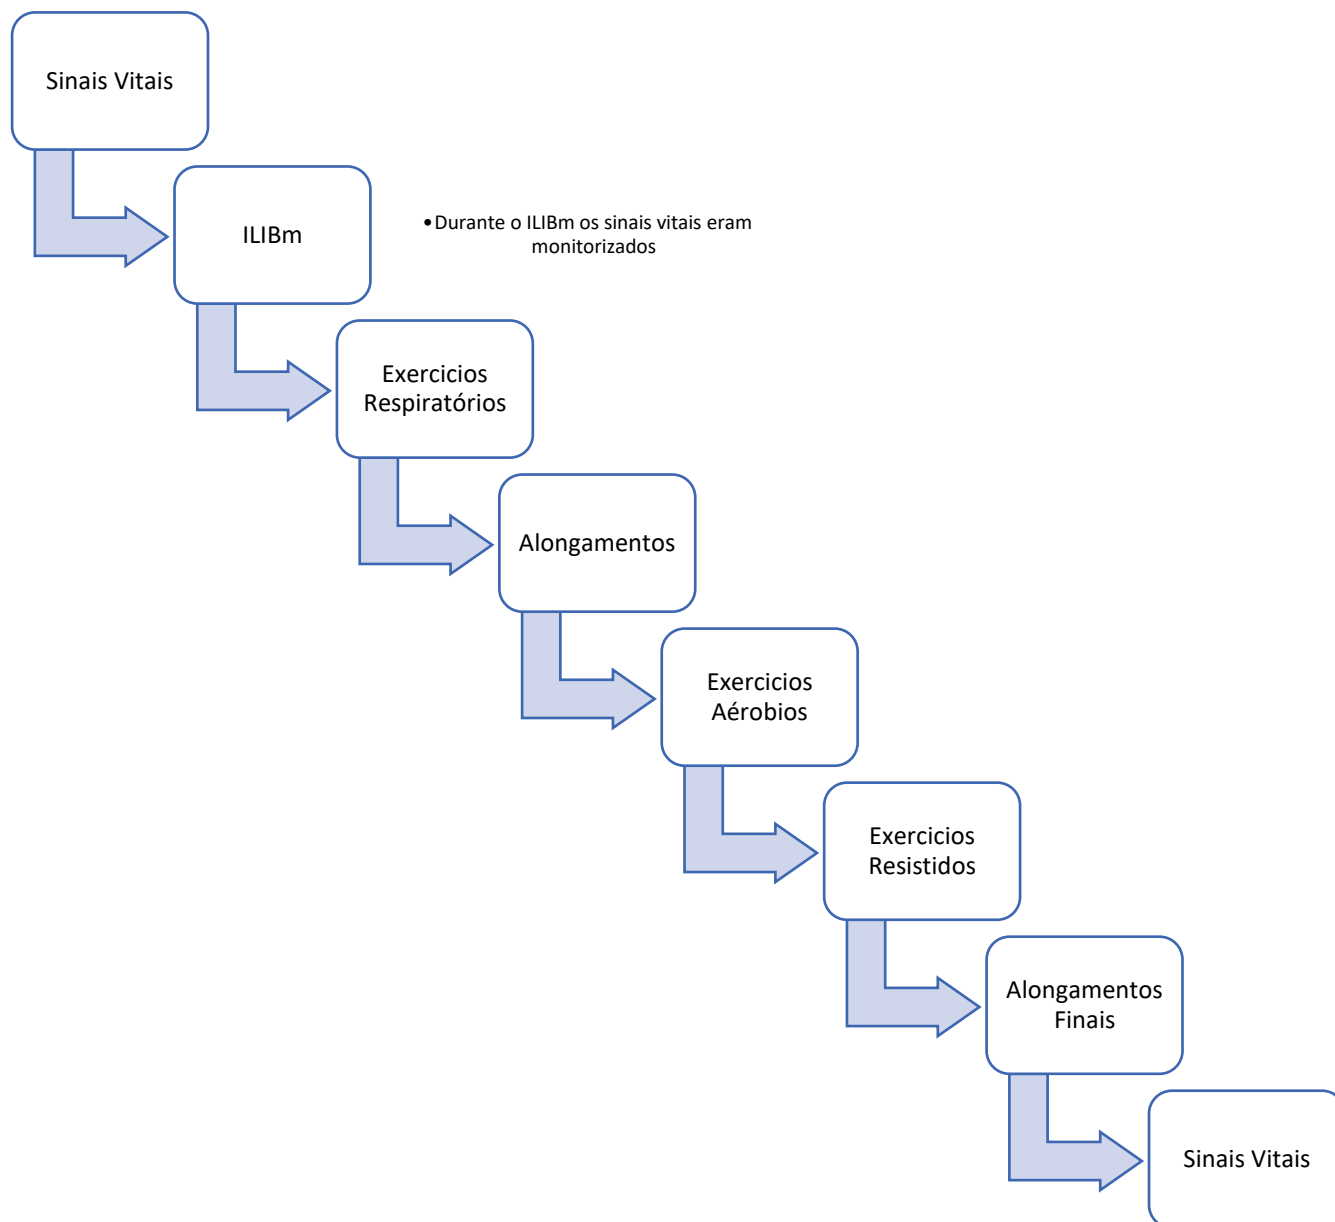 Sinais Vitais
ILIBm
•Durante o ILIBm os sinais vitais eram
monitorizados
Exercicios
Respiratórios
Alongamentos
Exercicios
Aérobios
Exercicios
Resistidos
Alongamentos
Finais
Sinais Vitais